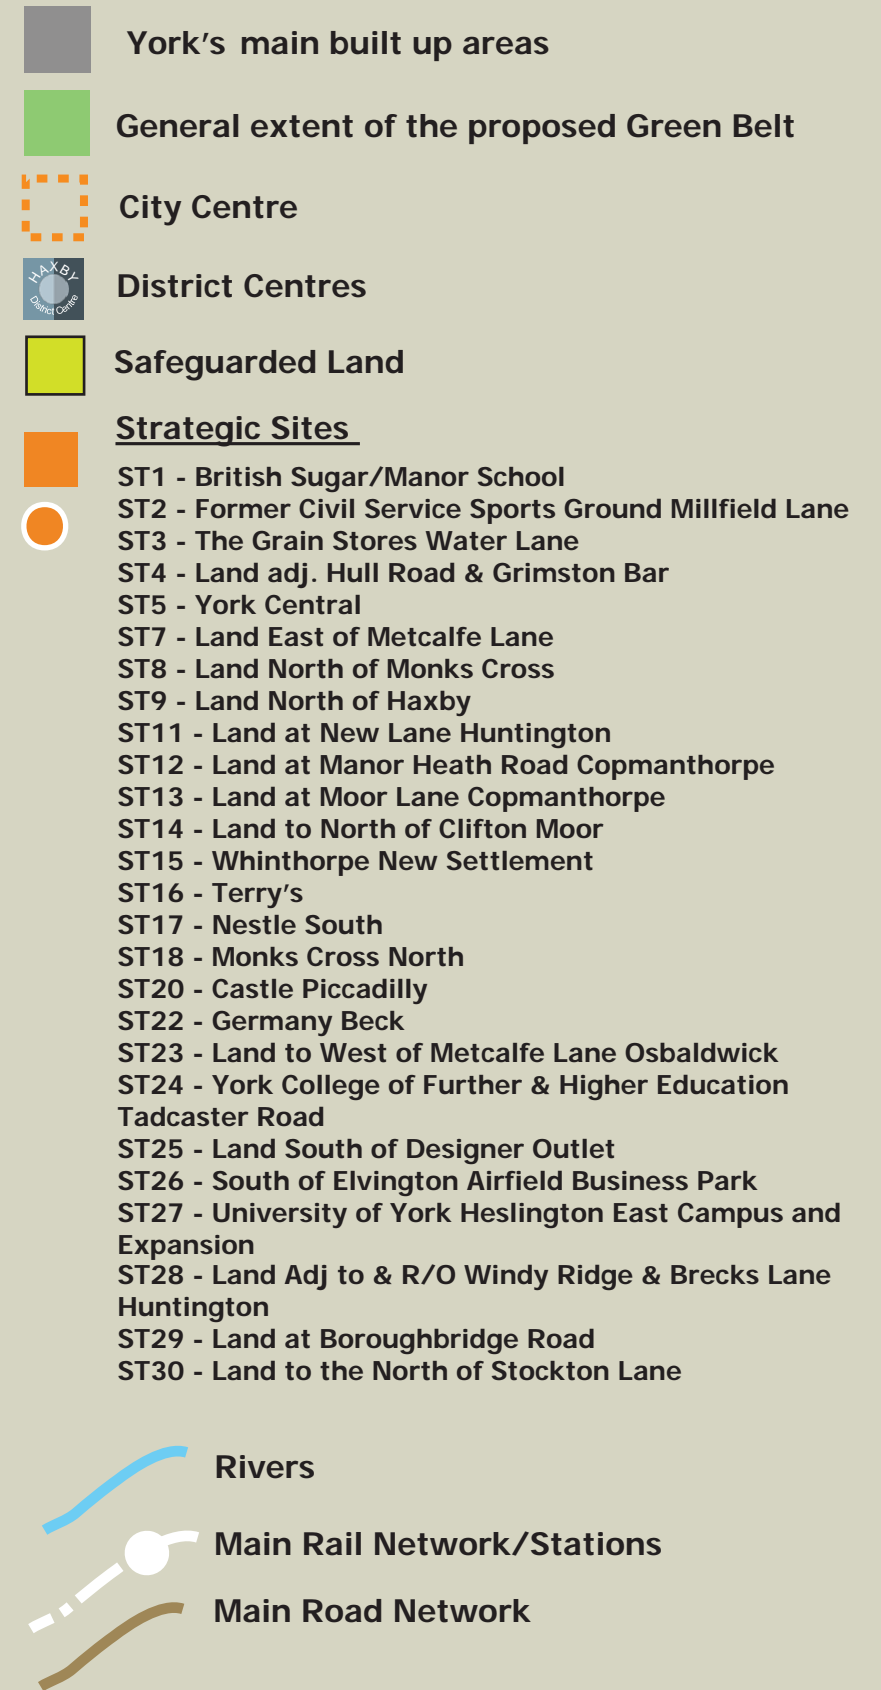 York's main built up areas
General extent of the proposed Green Belt
City Centre
HAXBY
District Centre
District Centres
Safeguarded Land
Strategic Sites
ST1 - British Sugar/Manor School
ST2 - Former Civil Service Sports Ground Millfield Lane
ST3 - The Grain Stores Water Lane
ST4 - Land adj. Hull Road & Grimston Bar
ST5 - York Central
ST7 - Land East of Metcalfe Lane
ST8 - Land North of Monks Cross
ST9 - Land North of Haxby
ST11 - Land at New Lane Huntington
ST12 - Land at Manor Heath Road Copmanthorpe
ST13 - Land at Moor Lane Copmanthorpe
ST14 - Land to North of Clifton Moor
ST15 - Whinthorpe New Settlement
ST16 - Terry's
ST17 - Nestle South
ST18 - Monks Cross North
ST20 - Castle Piccadilly
ST22 - Germany Beck
ST23 - Land to West of Metcalfe Lane Osbaldwick
ST24 - York College of Further & Higher Education
Tadcaster Road
ST25 - Land South of Designer Outlet
ST26 - South of Elvington Airfield Business Park
ST27 - University of York Heslington East Campus and
Expansion
ST28 - Land Adj to & R/O Windy Ridge & Brecks Lane
Huntington
ST29 - Land at Boroughbridge Road
ST30 - Land to the North of Stockton Lane
Rivers
Main Rail Network/Stations
Main Road Network